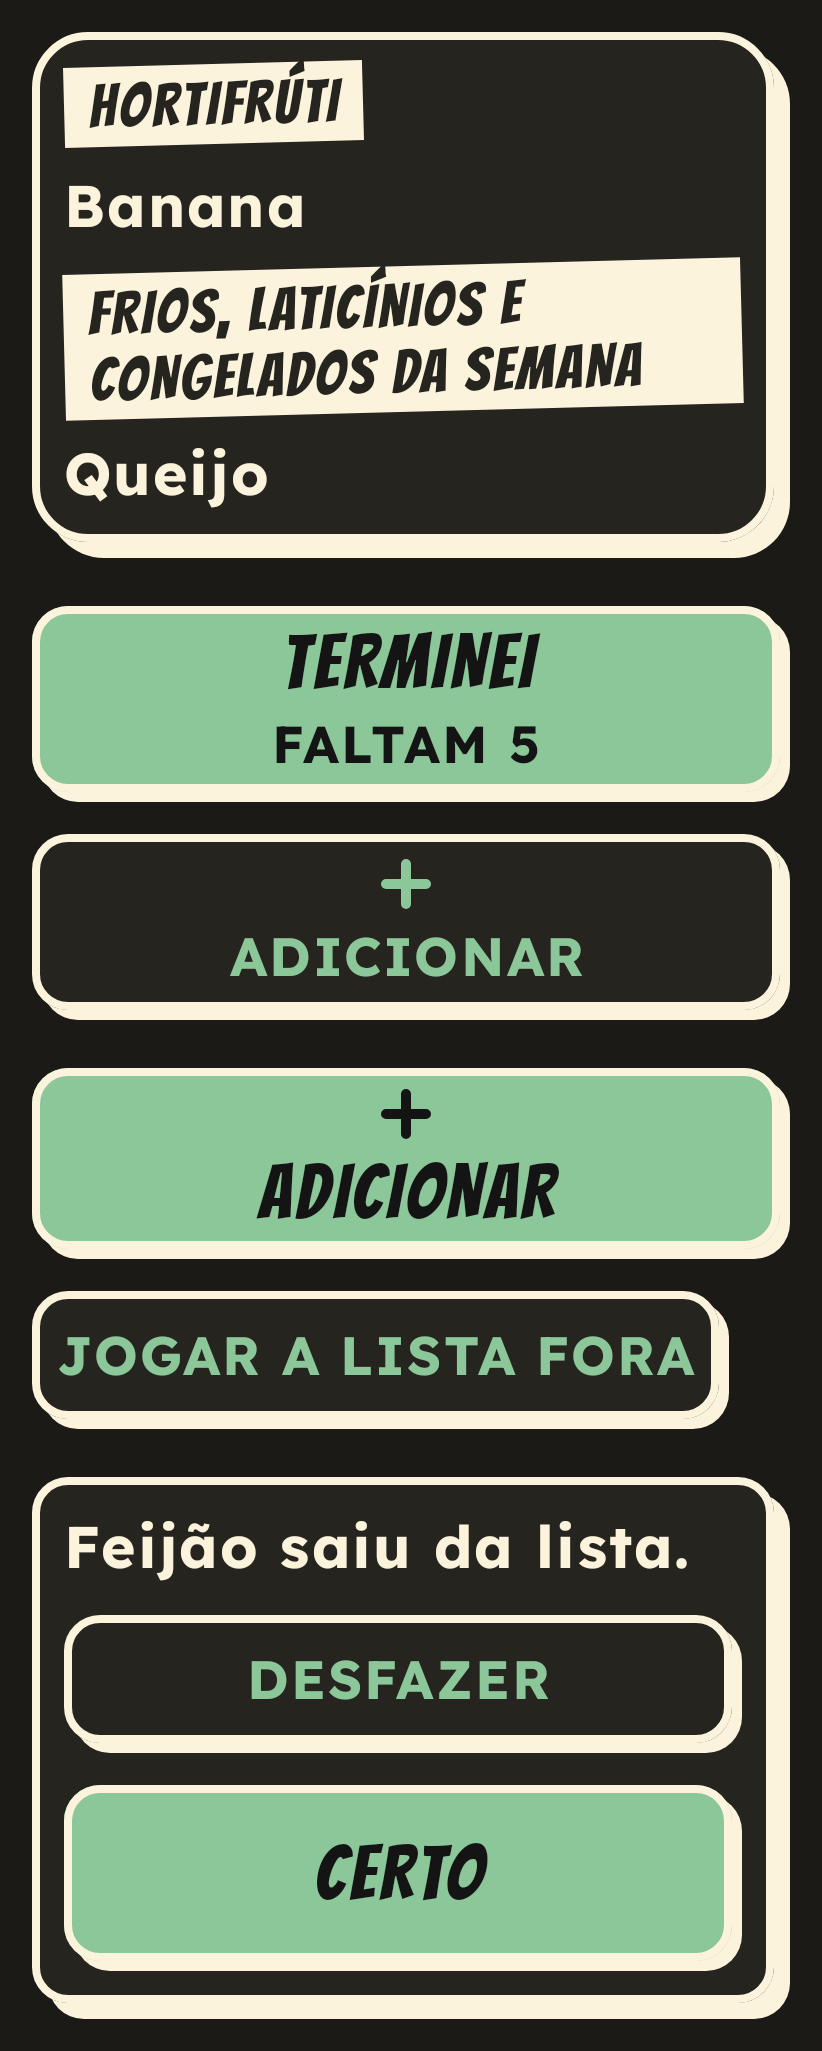 HORTIFRÚTI
Banana
FRIOS, LATICÍNIOS E
CONGELADOS DA SEMANA
Queijo
TERMINEI
FALTAM 5
+
ADICIONAR
+
ADICIONAR
JOGAR A LISTA FORA
Feijão saiu da lista.
DESFAZER
CERTO